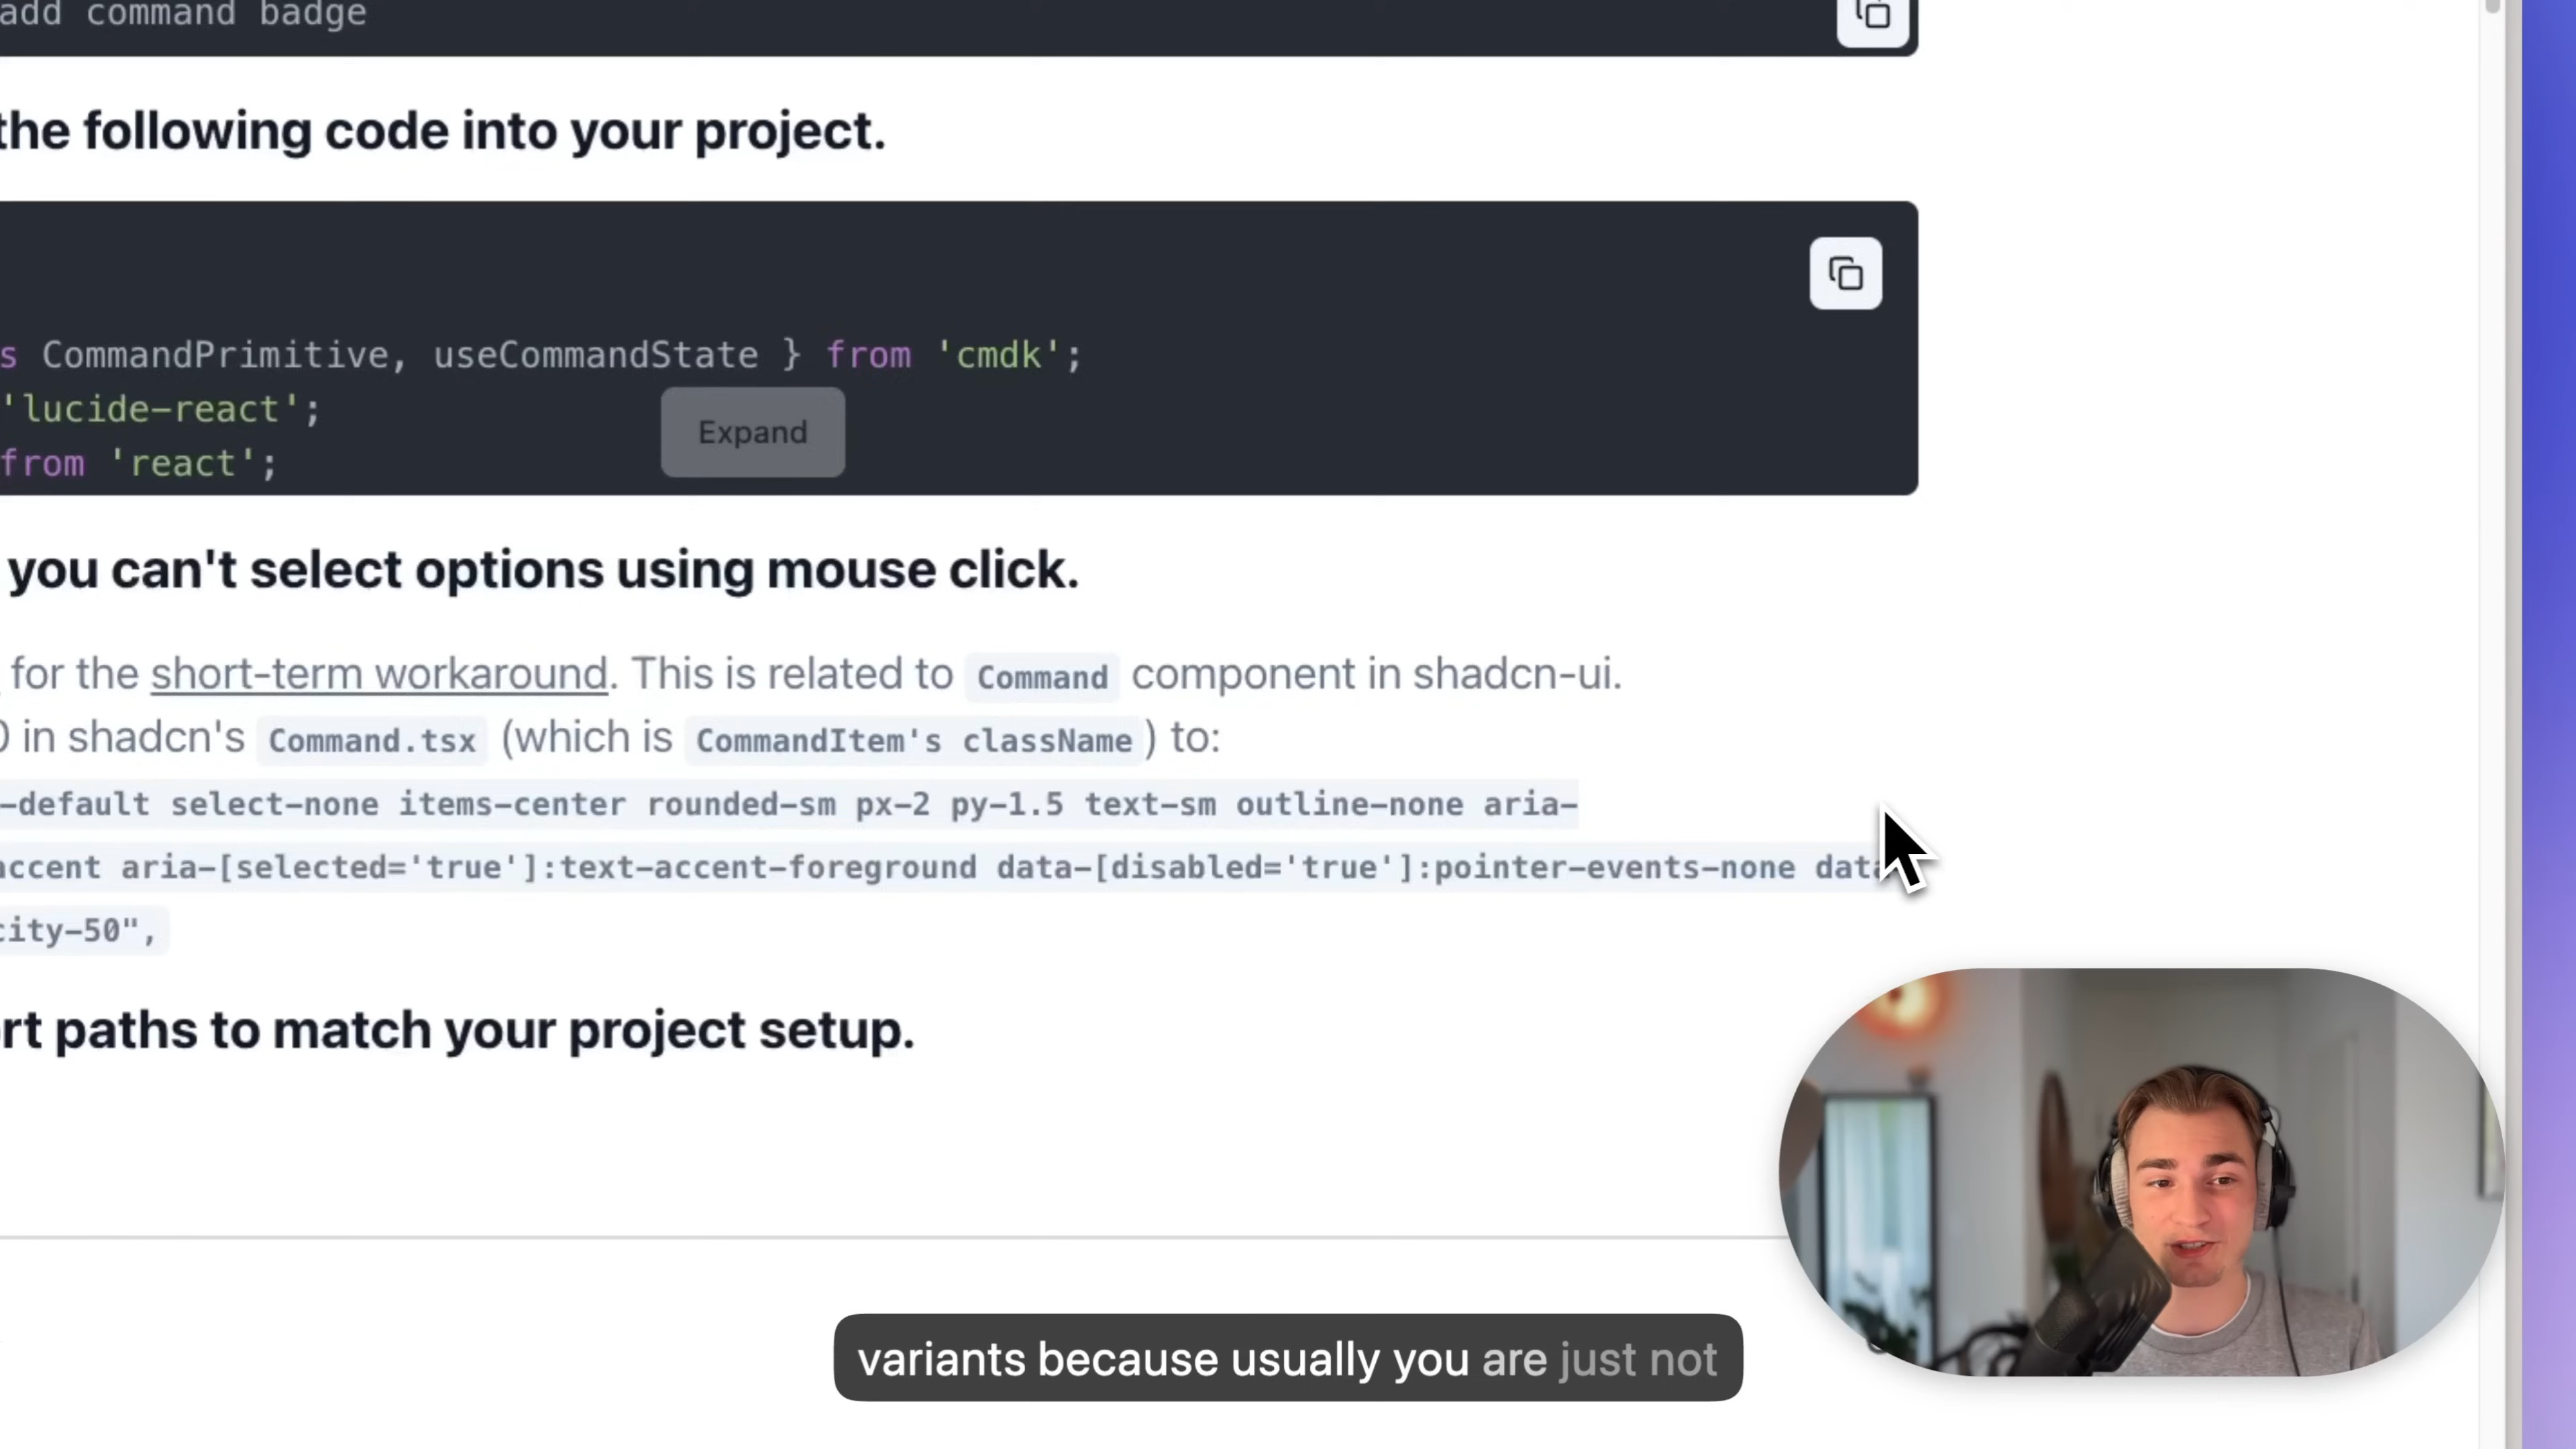 add command badge
the following code into your project.
s CommandPrimitive, useCommandState } from 'cmdk';
'lucide-react';
Expand
from 'react';
you can't select options using mouse click.
for the short-term workaround. This is related to Command component in shadcn-ui.
0 in shadcn's Command.tsx (which is CommandItem's className) to:
-default select-none items-center rounded-sm px-2 py-1.5 text-sm outline-none aria-
accent aria-[selected='true']:text-accent-foreground data-[disabled='true']:pointer-events-none data
city-50",
rt paths to match your project setup.
variants because usually you are just not